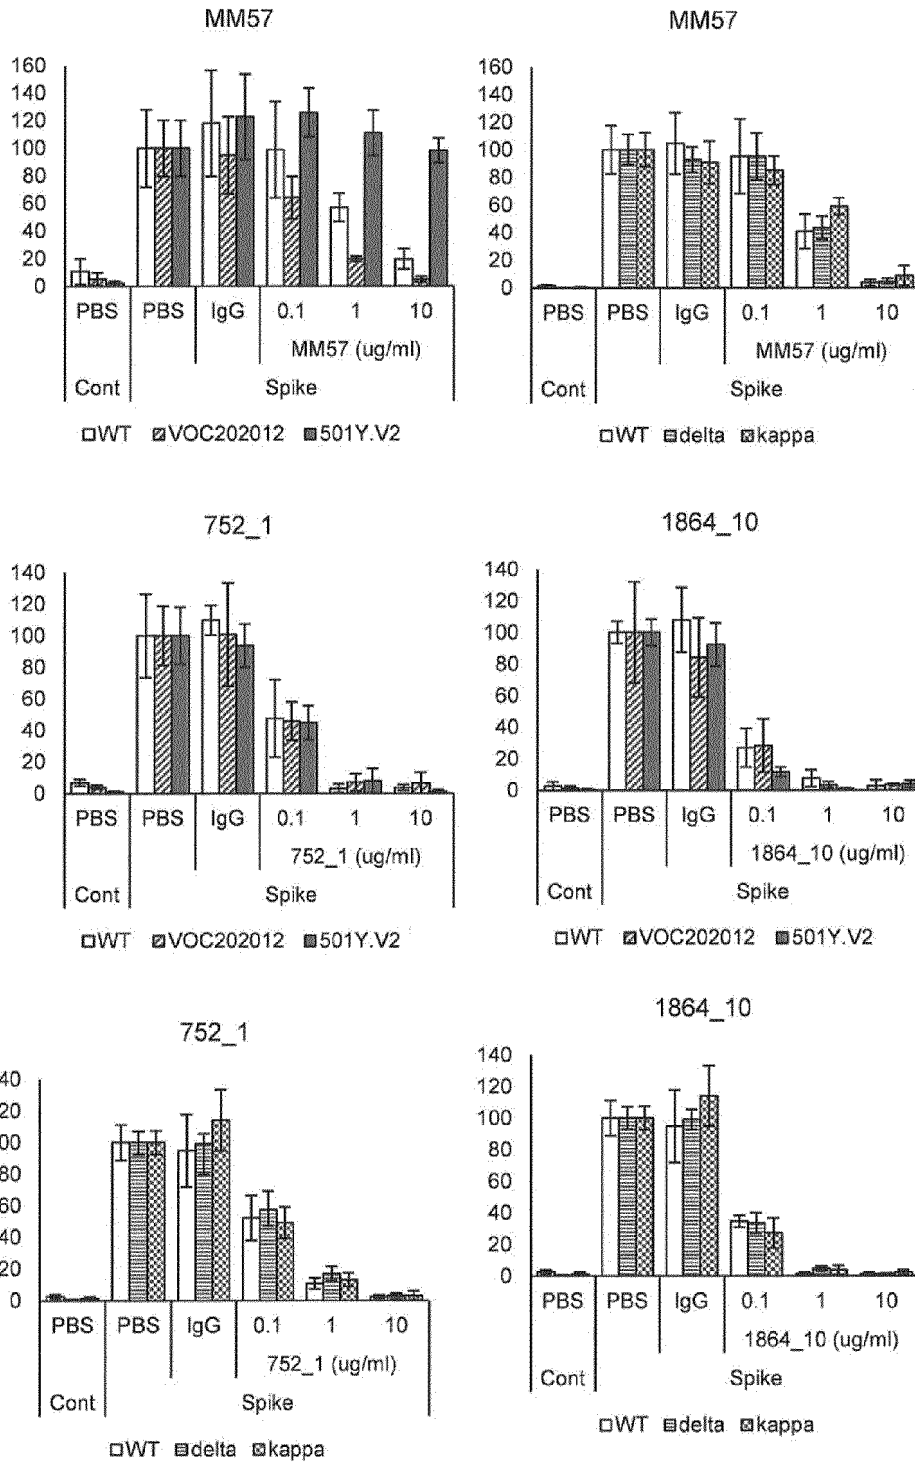 MM57
160
140
120
100
80
60
40
20
0
PBS PBS IgG 0.1 1 10
MM57 (ug/ml)
Cont Spike
WT VOC202012 501Y.V2
MM57
160
140
120
100
80
60
40
20
0
PBS PBS IgG 0.1 1 10
MM57 (ug/ml)
Cont Spike
WT delta kappa
752_1
140
120
100
80
60
40
20
0
PBS PBS IgG 0.1 1 10
752_1 (ug/ml)
Cont Spike
WT VOC202012 501Y.V2
1864_10
140
120
100
80
60
40
20
0
PBS PBS IgG 0.1 1 10
1864_10 (ug/ml)
Cont Spike
WT VOC202012 501Y.V2
752_1
40
20
00
80
60
40
20
0
PBS PBS IgG 0.1 1 10
752_1 (ug/ml)
Cont Spike
WT delta kappa
1864_10
140
120
100
80
60
40
20
0
PBS PBS IgG 0.1 1 10
1864_10 (ug/ml)
Cont Spike
WT delta kappa